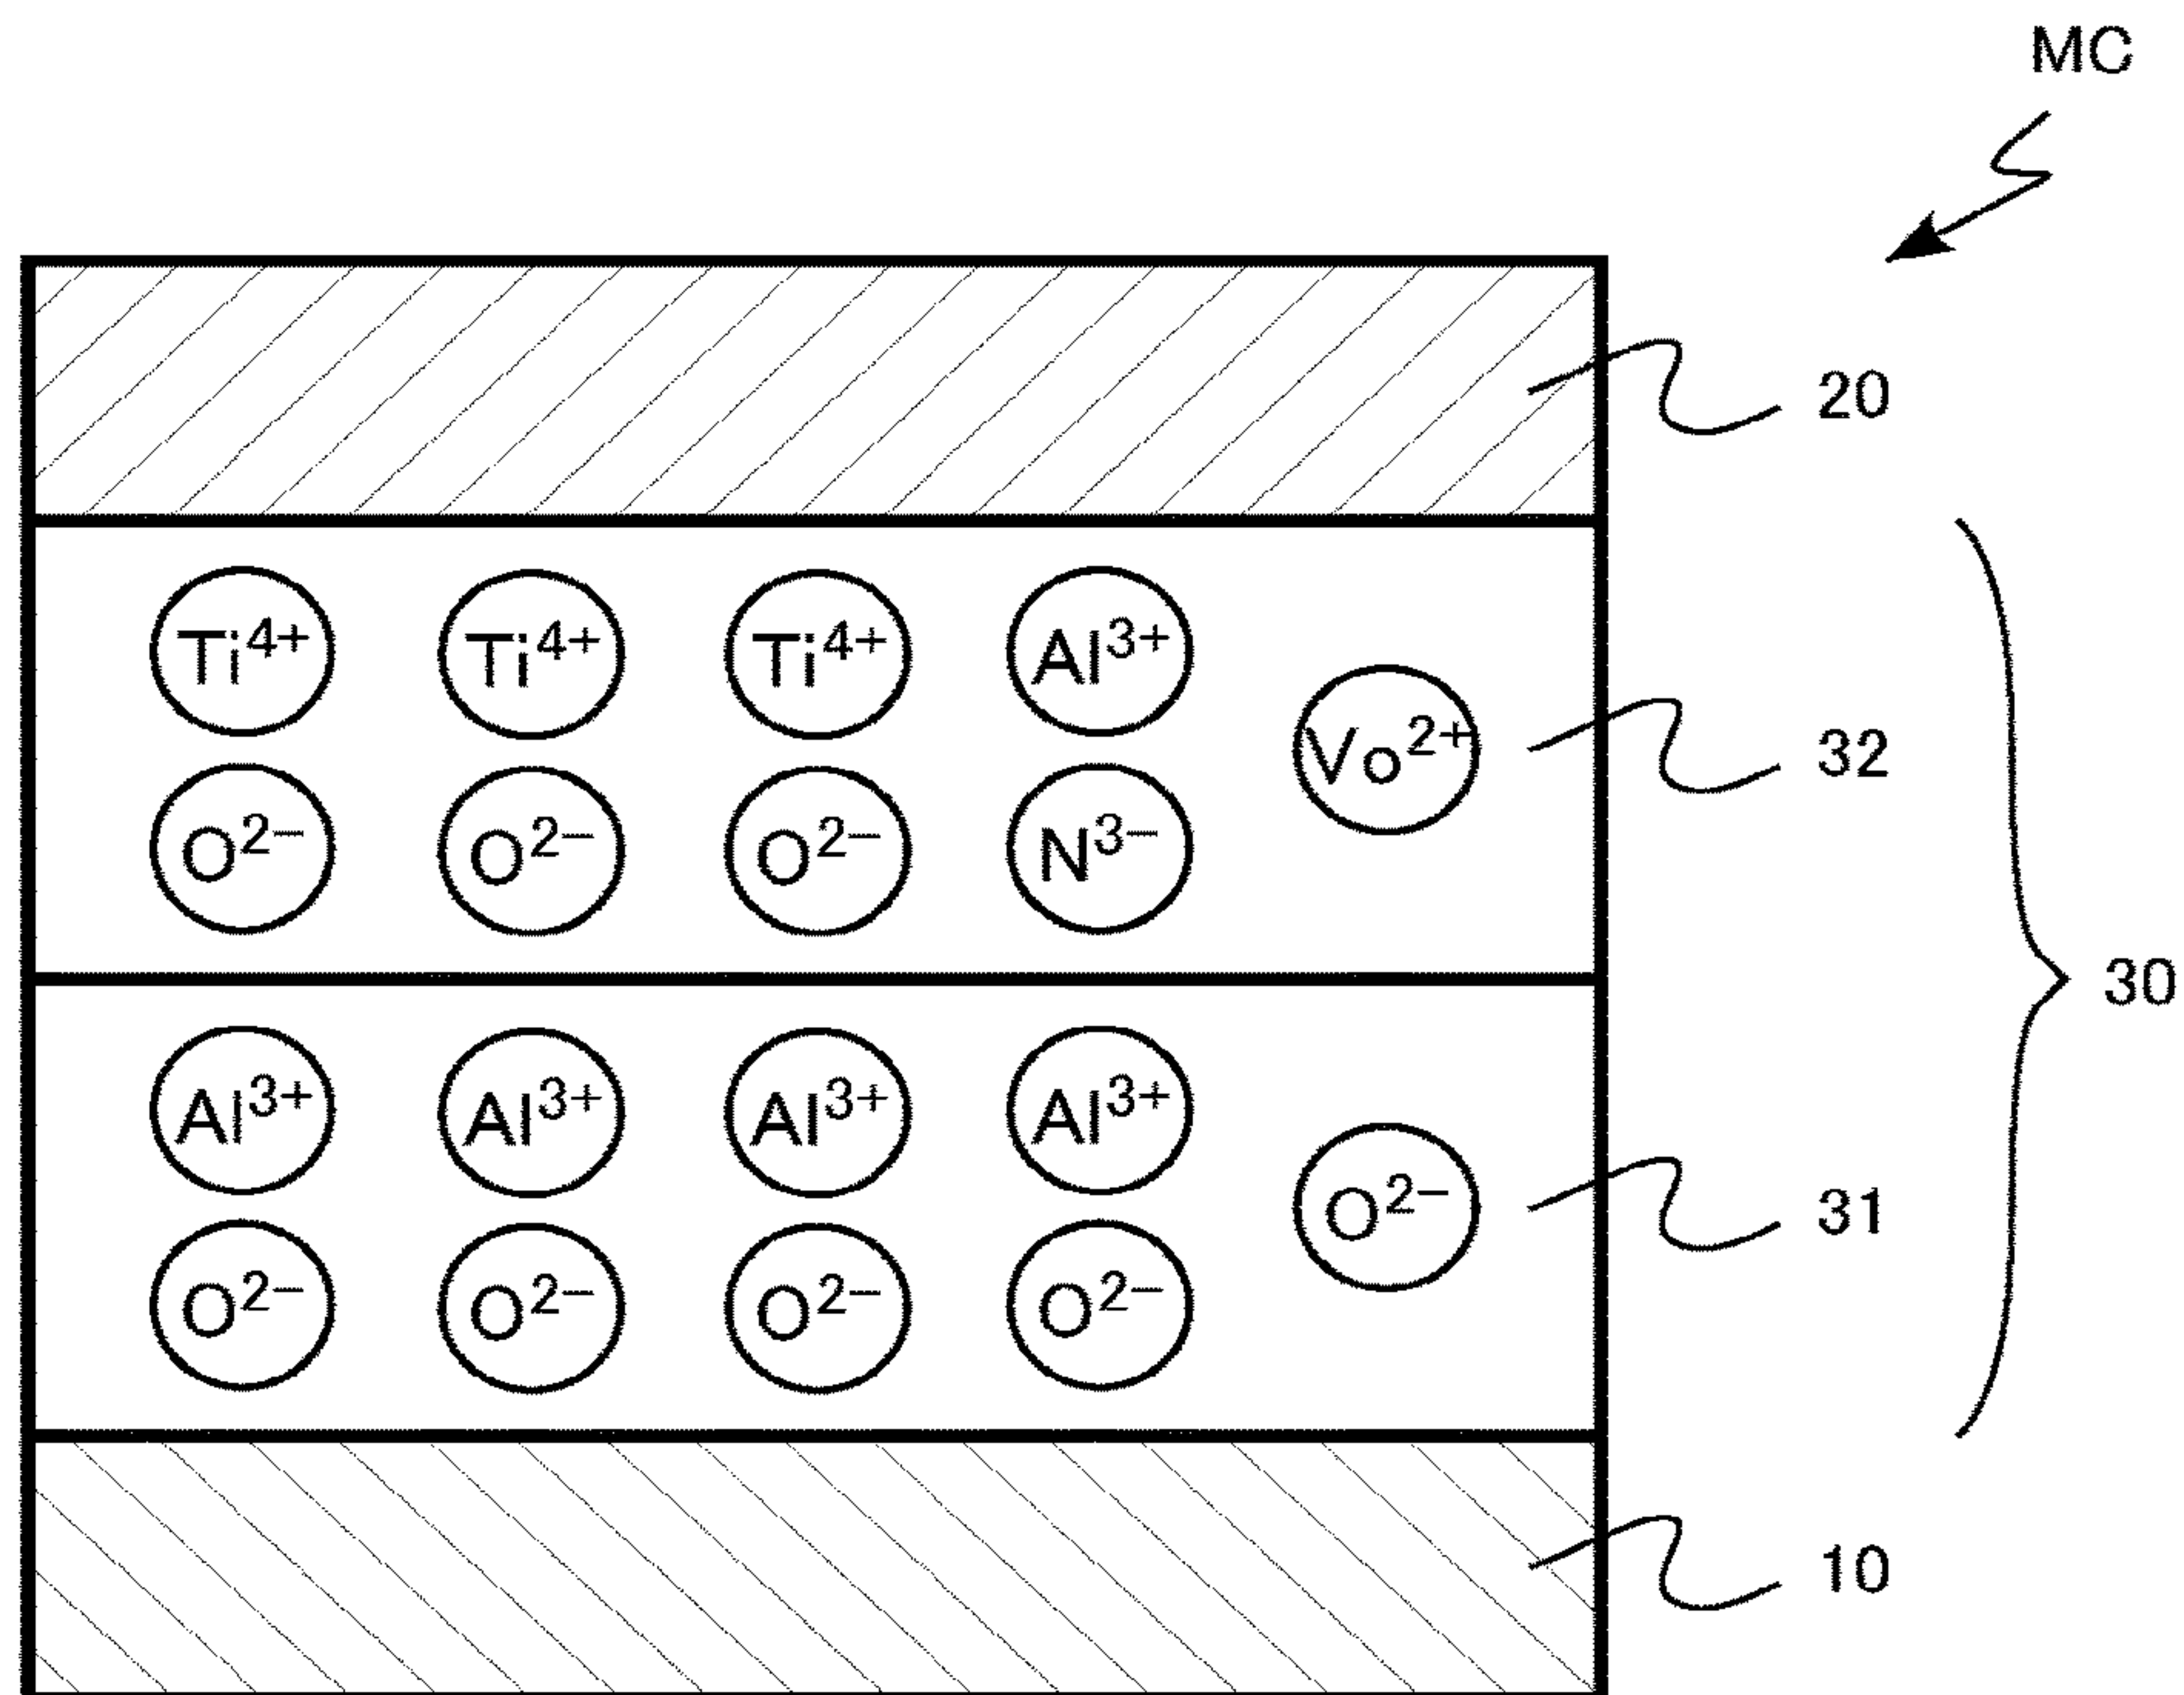 MC
20
Ti4+ Ti4+ Ti4+ Al3+
Vo2+ 32
O2− O2− O2− N3−
30
Al3+ Al3+ Al3+ Al3+
O2− 31
O2− O2− O2− O2−
10